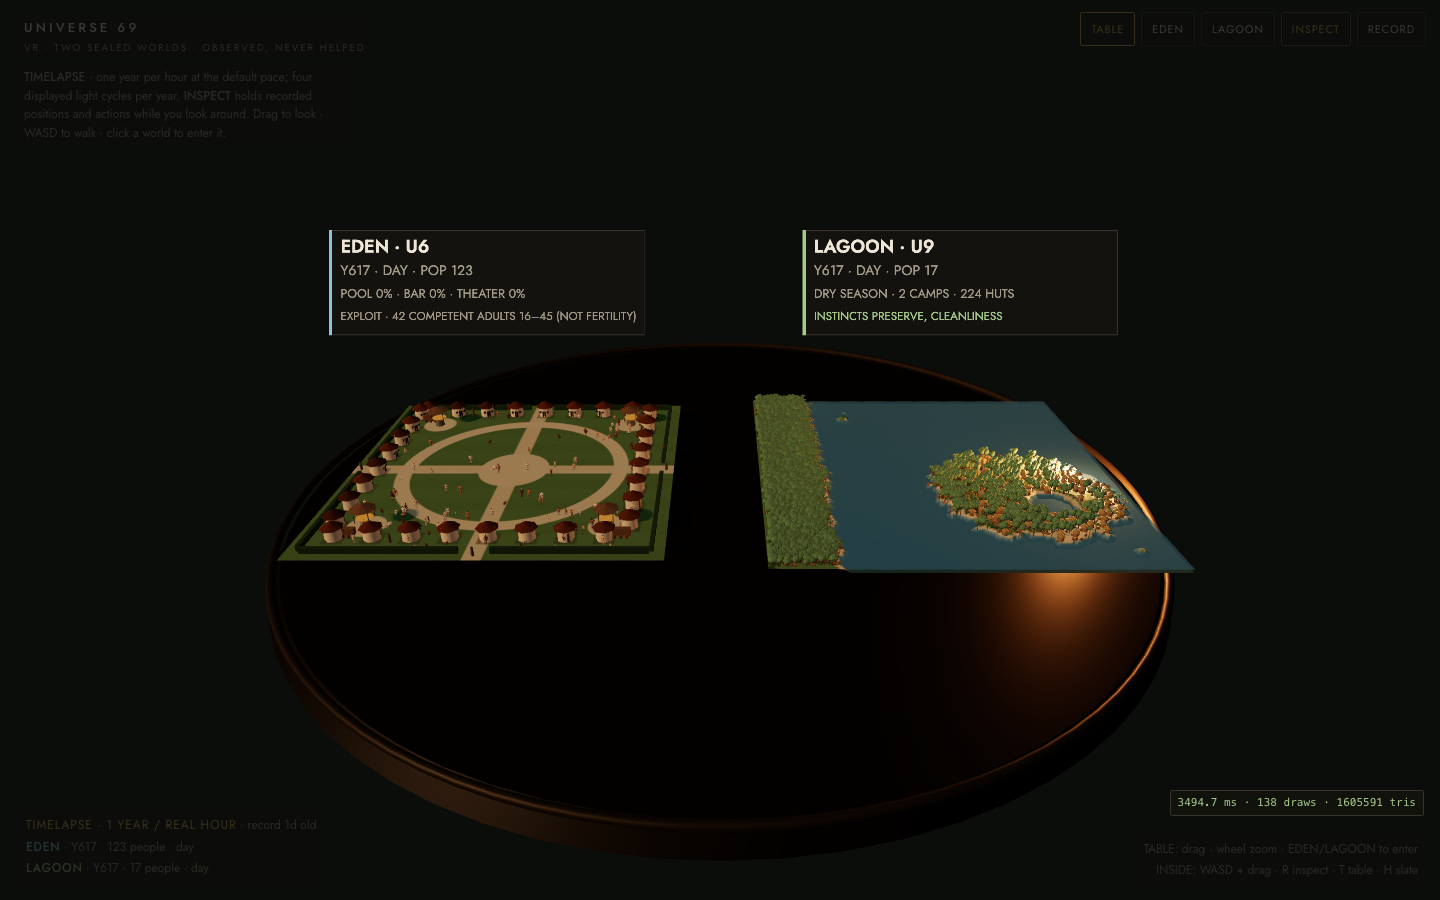 UNIVERSE 69
VR · TWO SEALED WORLDS · OBSERVED, NEVER HELPED
TIMELAPSE · one year per hour at the default pace; four
displayed light cycles per year. INSPECT holds recorded
positions and actions while you look around. Drag to look ·
WASD to walk · click a world to enter it.
TABLE
EDEN
LAGOON
INSPECT
RECORD
EDEN · U6
Y617 · DAY · POP 123
POOL 0% · BAR 0% · THEATER 0%
EXPLOIT · 42 COMPETENT ADULTS 16–45 (NOT FERTILITY)
LAGOON · U9
Y617 · DAY · POP 17
DRY SEASON · 2 CAMPS · 224 HUTS
INSTINCTS PRESERVE, CLEANLINESS
3494.7 ms · 138 draws · 1605591 tris
TIMELAPSE · 1 YEAR / REAL HOUR · record 1d old
EDEN · Y617 · 123 people · day
LAGOON · Y617 · 17 people · day
TABLE: drag · wheel zoom · EDEN/LAGOON to enter
INSIDE: WASD + drag · R inspect · T table · H slate